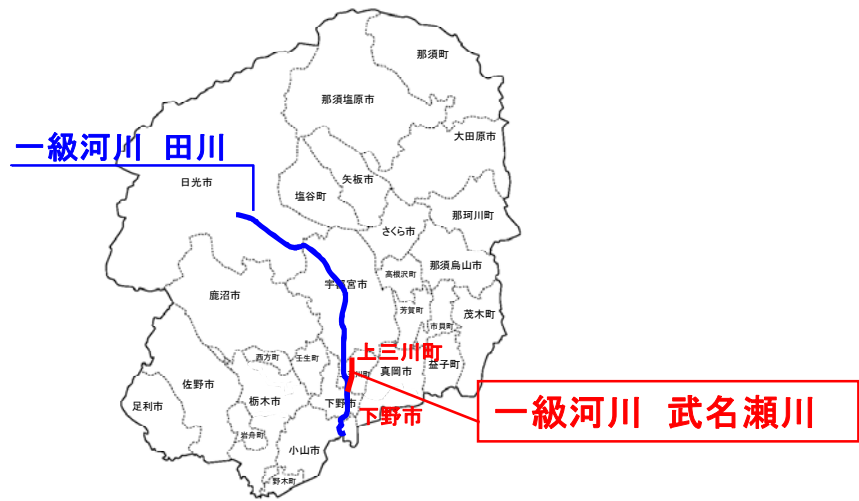 那須町
那須塩原市
大田原市
一級河川 田川
矢板市
日光市
塩谷町
那珂川町
さくら市
那須烏山市
高根沢町
宇都宮市
鹿沼市
芳賀町
茂木町
市貝町
上三川町
西方町
壬生町
益子町
真岡市
佐野市
栃木市
下野市
足利市
下野市
一級河川 武名瀬川
岩舟町
小山市
野木町